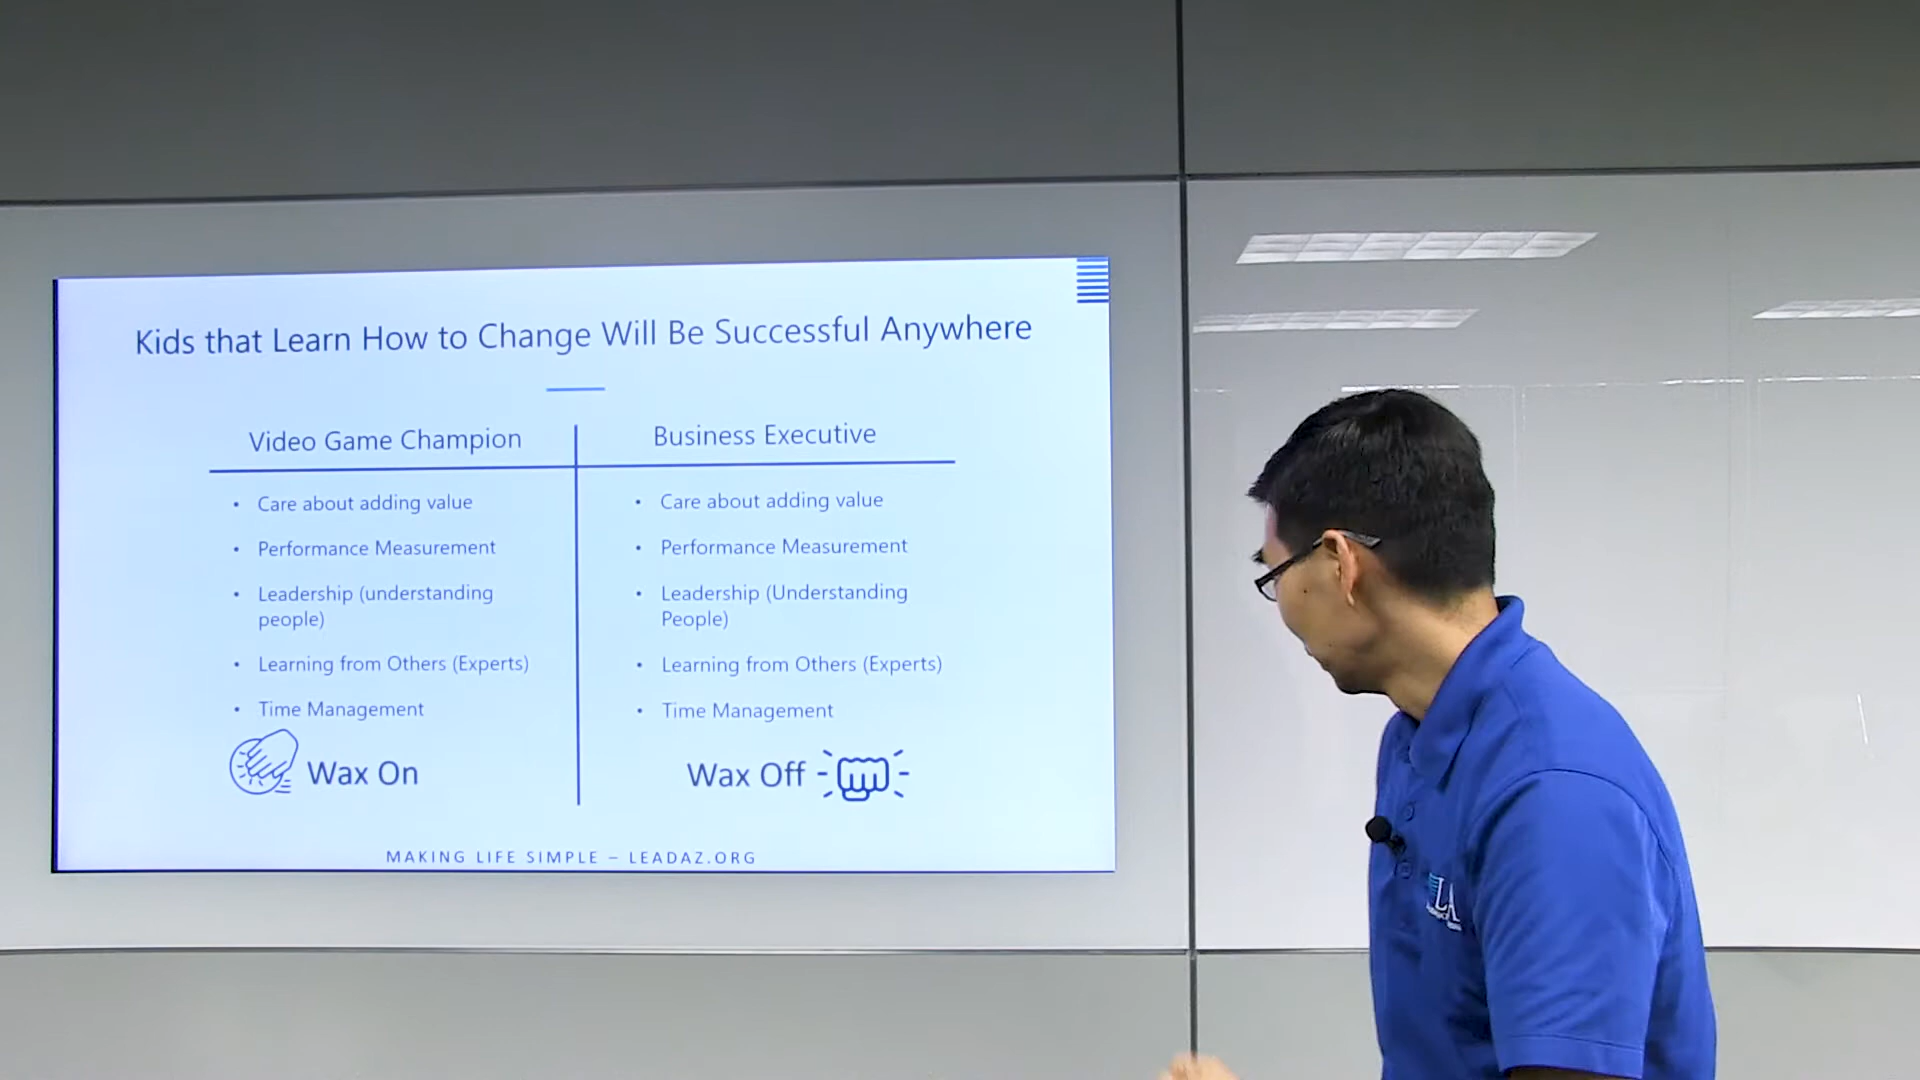 Kids that Learn How to Change Will Be Successful Anywhere
Video Game Champion
• Care about adding value
• Performance Measurement
• Leadership (understanding
people)
• Learning from Others (Experts)
• Time Management
Wax On
Business Executive
• Care about adding value
• Performance Measurement
• Leadership (Understanding
People)
• Learning from Others (Experts)
• Time Management
Wax Off
MAKING LIFE SIMPLE – LEADAZ.ORG
LA